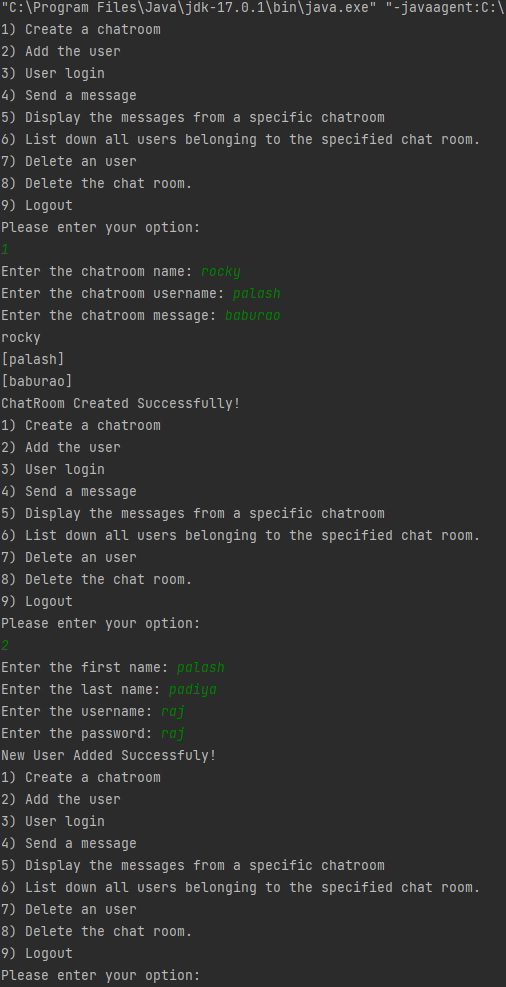 "C:\Program Files\Java\jdk-17.0.1\bin\java.exe" "-javaagent:C:\
1) Create a chatroom
2) Add the user
3) User login
4) Send a message
5) Display the messages from a specific chatroom
6) List down all users belonging to the specified chat room.
7) Delete an user
8) Delete the chat room.
9) Logout
Please enter your option:
1
Enter the chatroom name: rocky
Enter the chatroom username: palash
Enter the chatroom message: baburao
rocky
[palash]
[baburao]
ChatRoom Created Successfully!
1) Create a chatroom
2) Add the user
3) User login
4) Send a message
5) Display the messages from a specific chatroom
6) List down all users belonging to the specified chat room.
7) Delete an user
8) Delete the chat room.
9) Logout
Please enter your option:
2
Enter the first name: palash
Enter the last name: padiya
Enter the username: raj
Enter the password: raj
New User Added Successfuly!
1) Create a chatroom
2) Add the user
3) User login
4) Send a message
5) Display the messages from a specific chatroom
6) List down all users belonging to the specified chat room.
7) Delete an user
8) Delete the chat room.
9) Logout
Please enter your option: